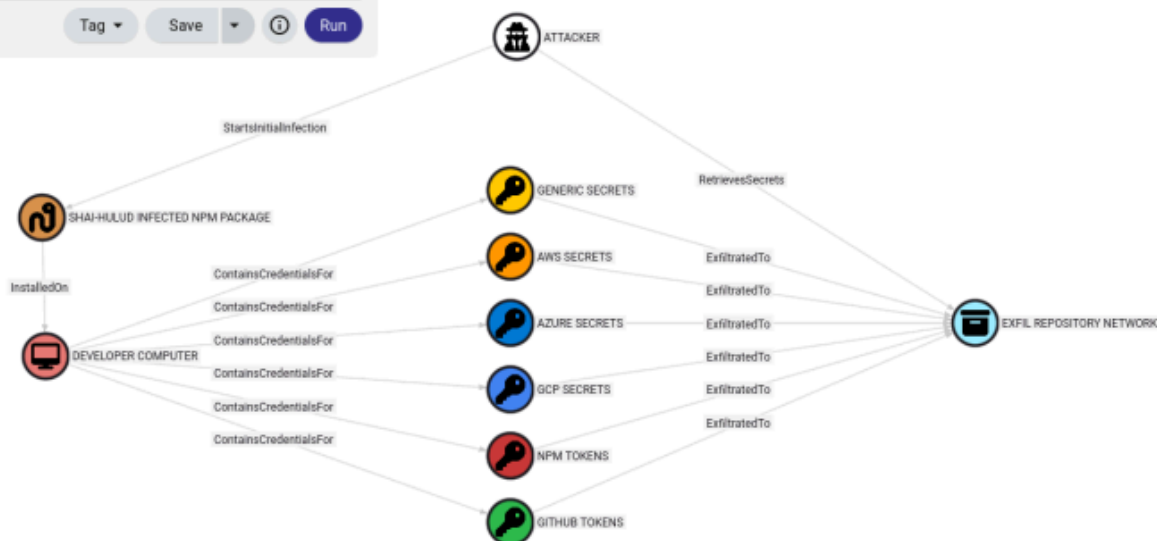 Tag
Save
Run
ATTACKER
StartsInitialInfection
RetrievesSecrets
GENERIC SECRETS
SHAI-HULUD INFECTED NPM PACKAGE
AWS SECRETS
ExfiltratedTo
ContainsCredentialsFor
InstalledOn
ExfiltratedTo
ContainsCredentialsFor
AZURE SECRETS
ExfiltratedTo
EXFIL REPOSITORY NETWORK
ContainsCredentialsFor
DEVELOPER COMPUTER
ExfiltratedTo
ContainsCredentialsFor
GCP SECRETS
ExfiltratedTo
ContainsCredentialsFor
ExfiltratedTo
ContainsCredentialsFor
NPM TOKENS
GITHUB TOKENS